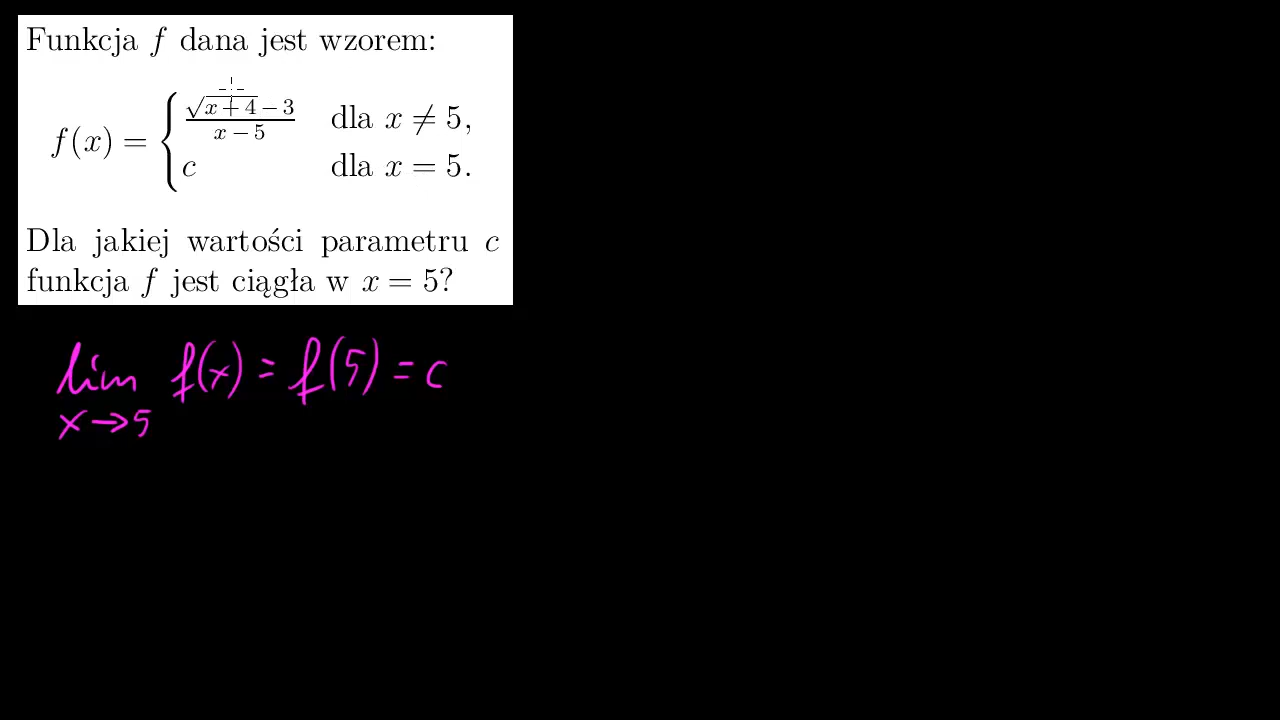 Funkcja f dana jest wzorem:
f(x) = { (√(x + 4) − 3)/(x − 5) dla x ≠ 5,
c dla x = 5.
Dla jakiej wartości parametru c
funkcja f jest ciągła w x = 5?
lim f(x) = f(5) = c
x→5